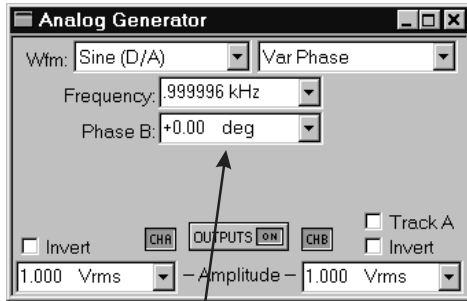 Analog Generator
Wfm: Sine (D/A) Var Phase
Frequency: .999996 kHz
Phase B: +0.00 deg
Track A
Invert CHA OUTPUTS ON CHB Invert
1.000 Vrms – Amplitude – 1.000 Vrms